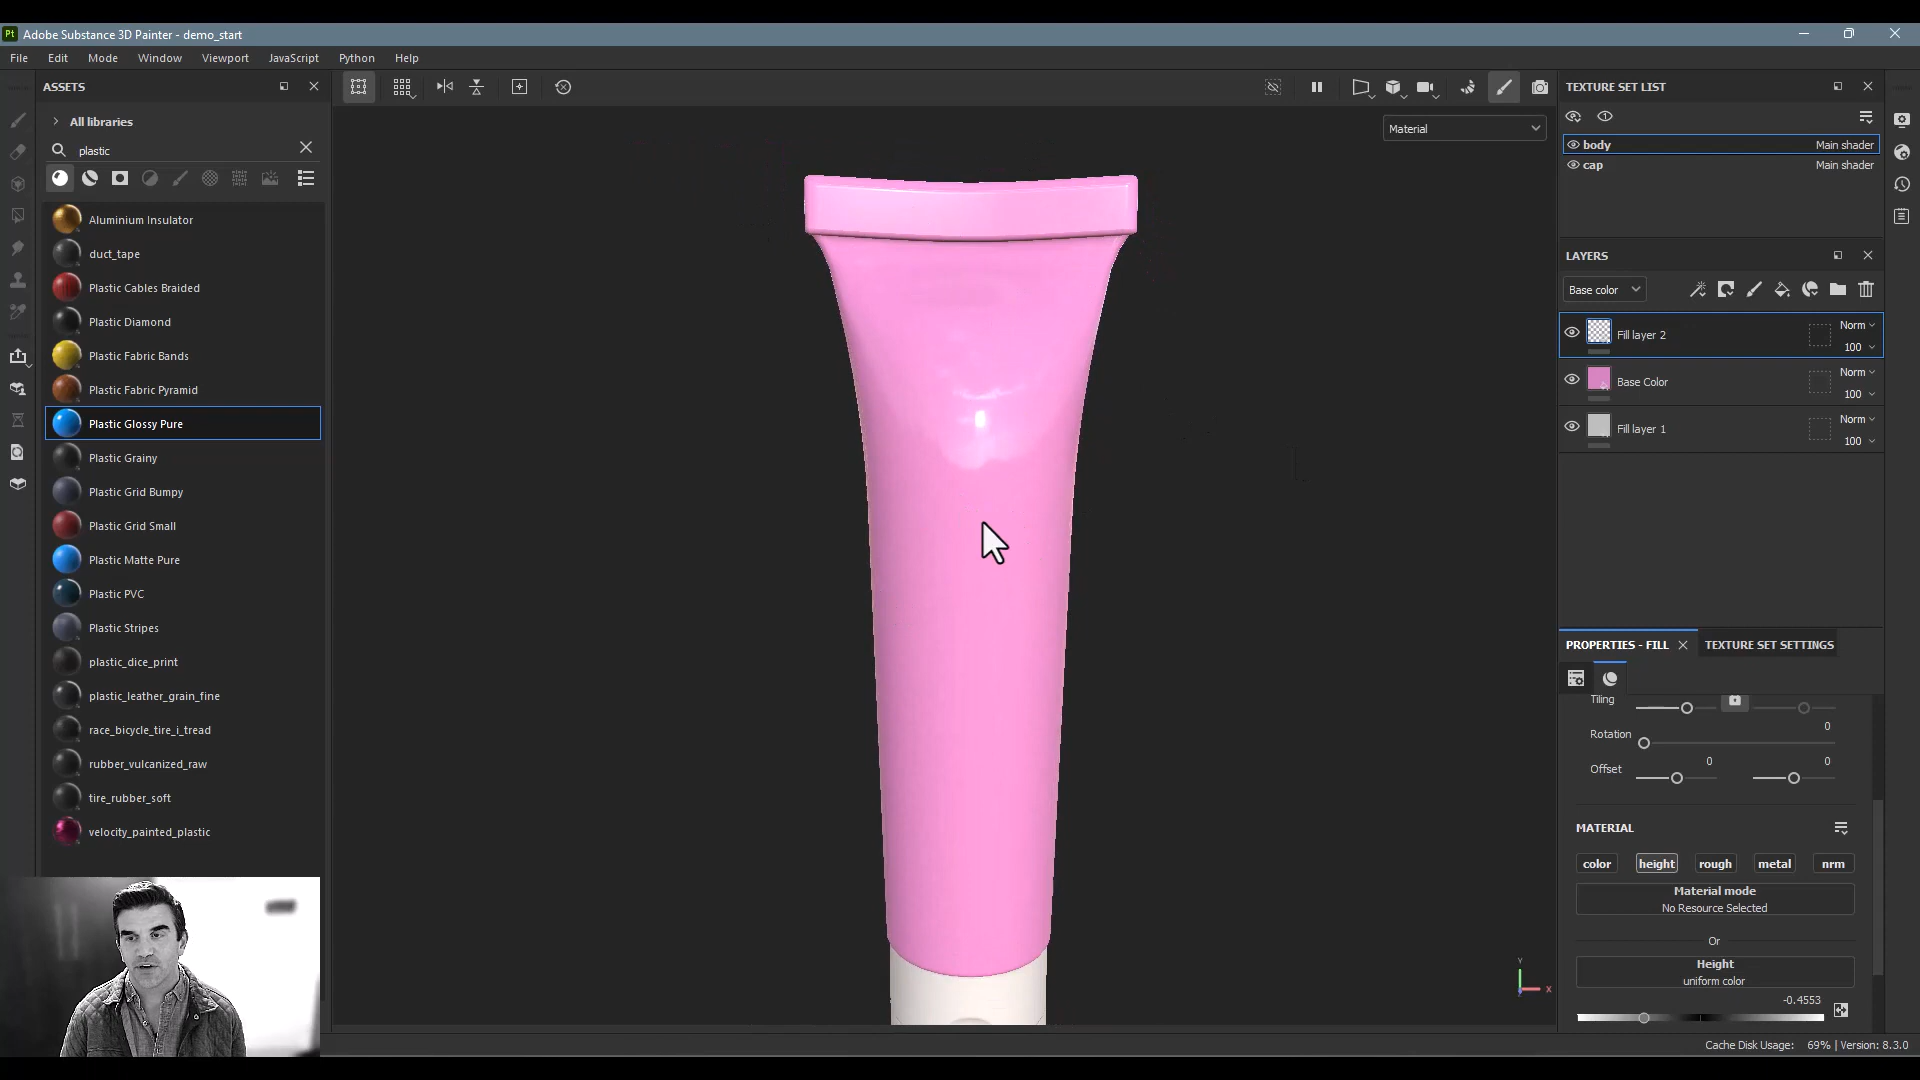 Pt Adobe Substance 3D Painter - demo_start
File Edit Mode Window Viewport JavaScript Python Help
ASSETS
All libraries
plastic
Aluminium Insulator
duct_tape
Plastic Cables Braided
Plastic Diamond
Plastic Fabric Bands
Plastic Fabric Pyramid
Plastic Glossy Pure
Plastic Grainy
Plastic Grid Bumpy
Plastic Grid Small
Plastic Matte Pure
Plastic PVC
Plastic Stripes
plastic_dice_print
plastic_leather_grain_fine
race_bicycle_tire_i_tread
rubber_vulcanized_raw
tire_rubber_soft
velocity_painted_plastic
Material
Y
X
TEXTURE SET LIST
body Main shader
cap Main shader
LAYERS
Base color
Fill layer 2 Norm
100
Base Color Norm
100
Fill layer 1 Norm
100
PROPERTIES - FILL TEXTURE SET SETTINGS
Tiling
0
Rotation
0 0
Offset
MATERIAL
color height rough metal nrm
Material mode
No Resource Selected
Or
Height
uniform color
-0.4553
Cache Disk Usage: 69% | Version: 8.3.0